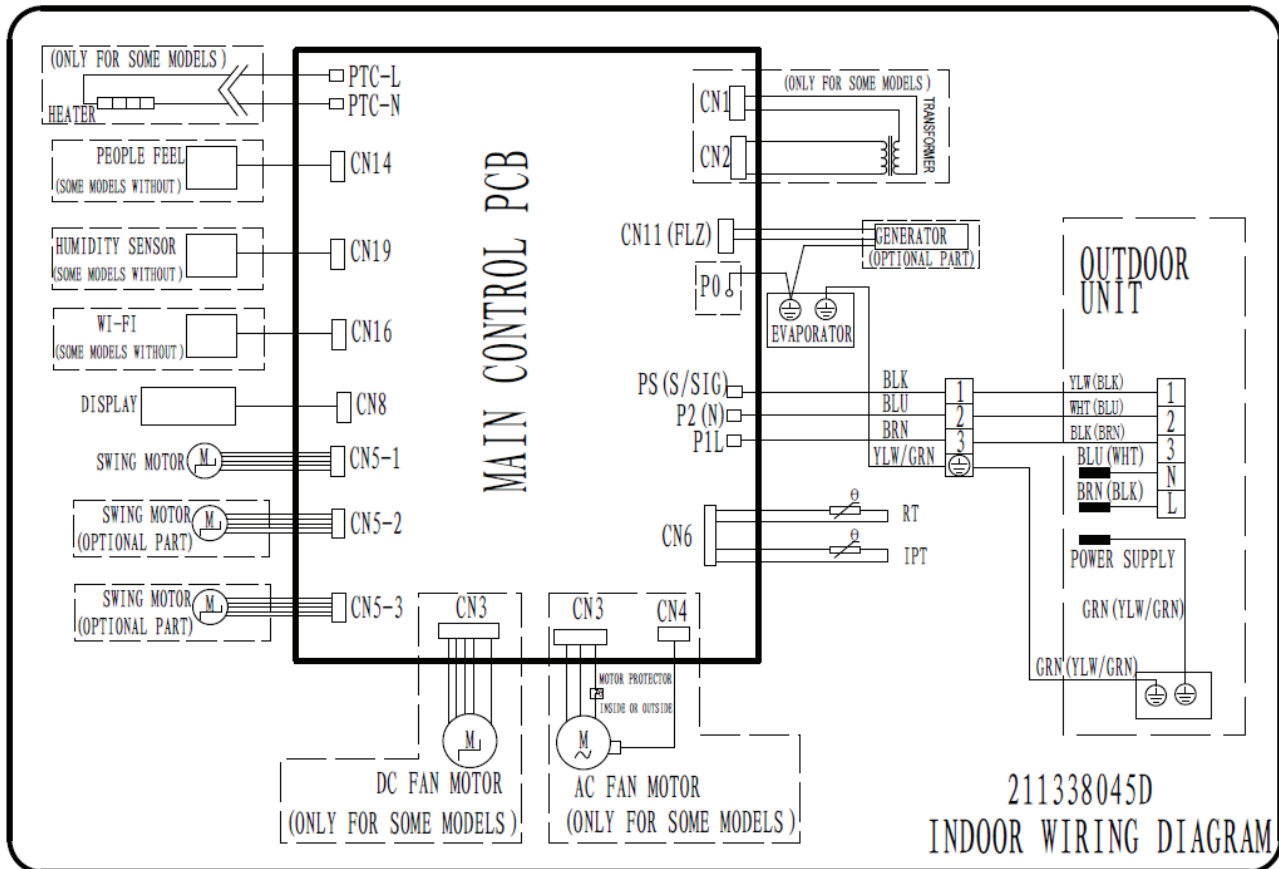 (ONLY FOR SOME MODELS)
HEATER
PTC-L
PTC-N
PEOPLE FEEL
(SOME MODELS WITHOUT)
CN14
HUMIDITY SENSOR
(SOME MODELS WITHOUT)
CN19
WI-FI
(SOME MODELS WITHOUT)
CN16
DISPLAY
CN8
SWING MOTOR
M
CN5-1
SWING MOTOR
(OPTIONAL PART)
M
CN5-2
SWING MOTOR
(OPTIONAL PART)
M
CN5-3
MAIN CONTROL PCB
(ONLY FOR SOME MODELS)
CN1
CN2
TRANSFORMER
CN11(FLZ)
GENERATOR
(OPTIONAL PART)
P0
EVAPORATOR
PS(S/SIG)
P2(N)
P1L
BLK
BLU
BRN
YLW/GRN
1
2
3
OUTDOOR
UNIT
YLW(BLK)
WHT(BLU)
BLK(BRN)
BLU(WHT)
BRN(BLK)
1
2
3
N
L
POWER SUPPLY
GRN(YLW/GRN)
GRN(YLW/GRN)
CN6
θ
RT
θ
IPT
CN3
M
DC FAN MOTOR
(ONLY FOR SOME MODELS)
CN3
CN4
MOTOR PROTECTOR
INSIDE OR OUTSIDE
M
AC FAN MOTOR
(ONLY FOR SOME MODELS)
211338045D
INDOOR WIRING DIAGRAM